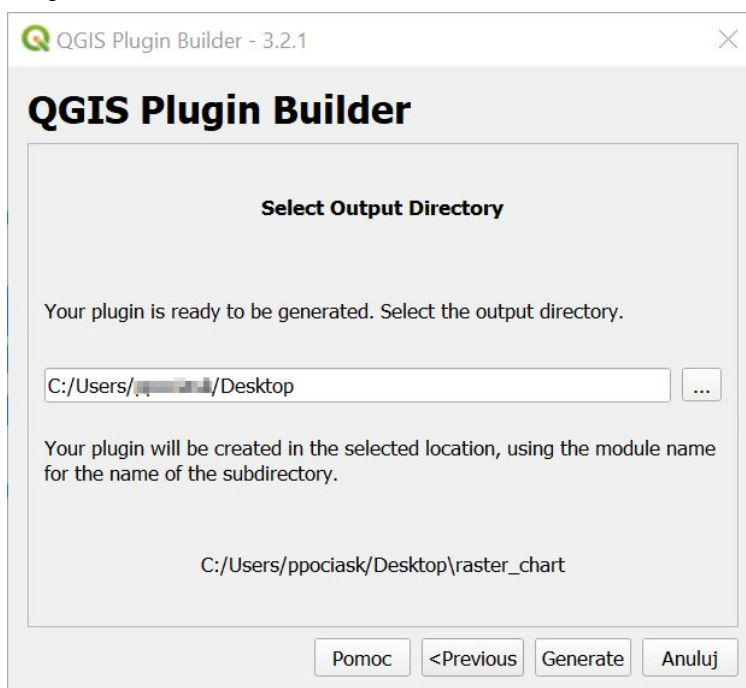 QGIS Plugin Builder - 3.2.1
QGIS Plugin Builder
Select Output Directory
Your plugin is ready to be generated. Select the output directory.
C:/Users/ /Desktop
...
Your plugin will be created in the selected location, using the module name
for the name of the subdirectory.
C:/Users/ppociask/Desktop\raster_chart
Pomoc
<Previous
Generate
Anuluj